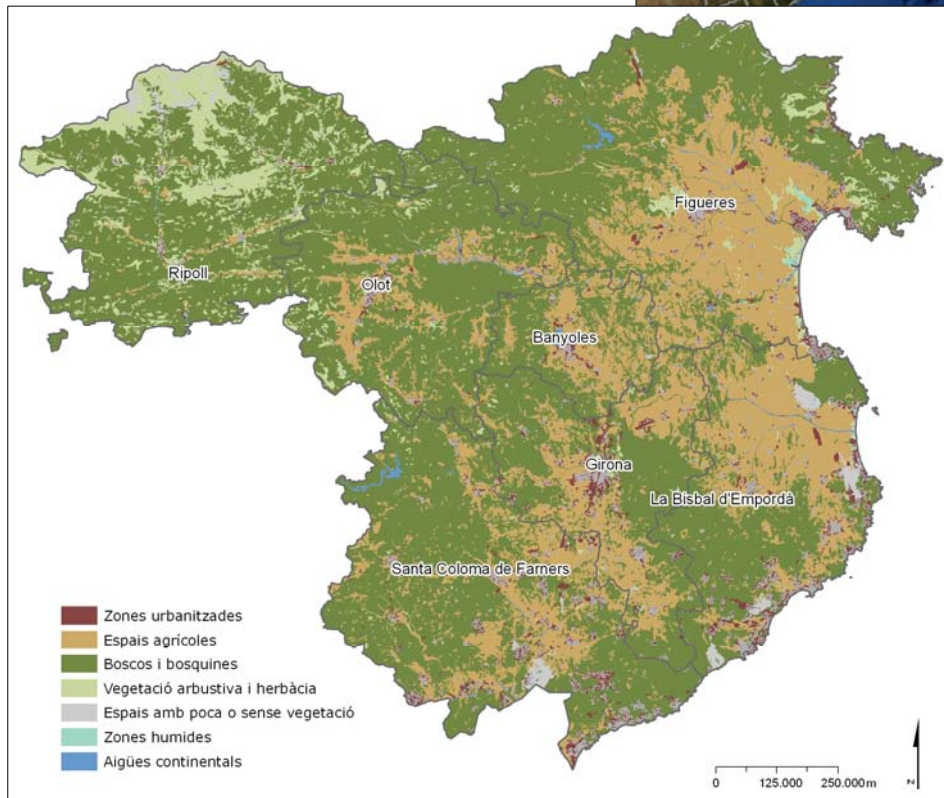 Figueres
Ripoll
Olot
Banyoles
Girona
La Bisbal d'Empordà
Santa Coloma de Farners
Zones urbanitzades
Espais agrícoles
Boscos i bosquines
Vegetació arbustiva i herbàcia
Espais amb poca o sense vegetació
Zones humides
Aigües continentals
0 125.000 250.000 m
N